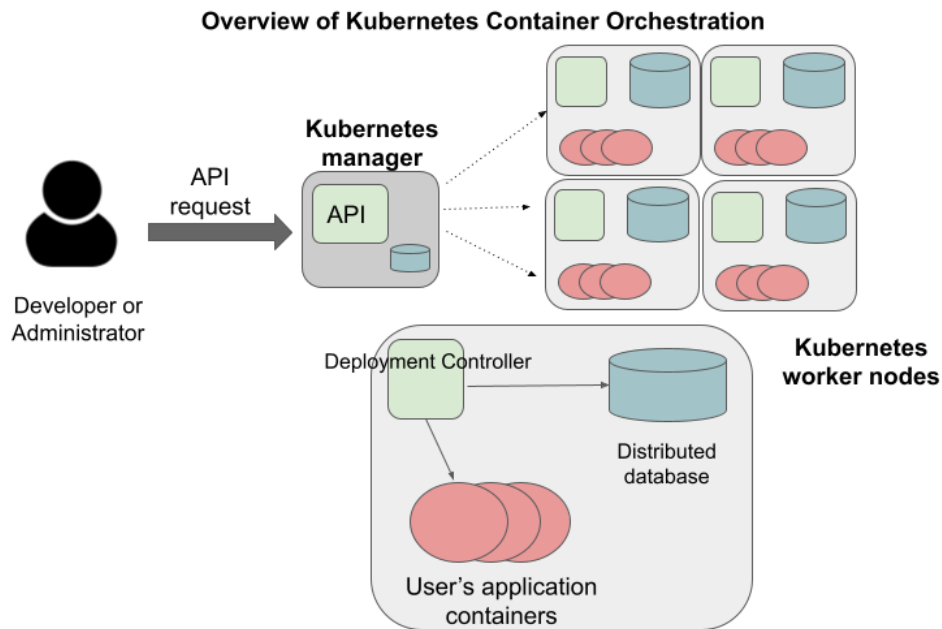 Overview of Kubernetes Container Orchestration
Kubernetes
manager
API
request
API
Developer or
Administrator
Kubernetes
worker nodes
Deployment Controller
Distributed
database
User's application
containers